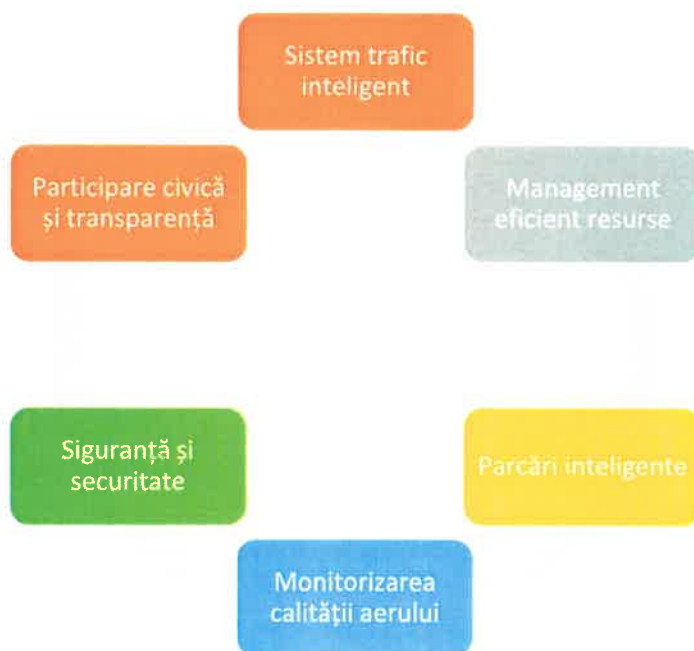 Sistem trafic
inteligent
Participare civică
și transparență
Management
eficient resurse
Siguranță și
securitate
Parcări inteligente
Monitorizarea
calității aerului